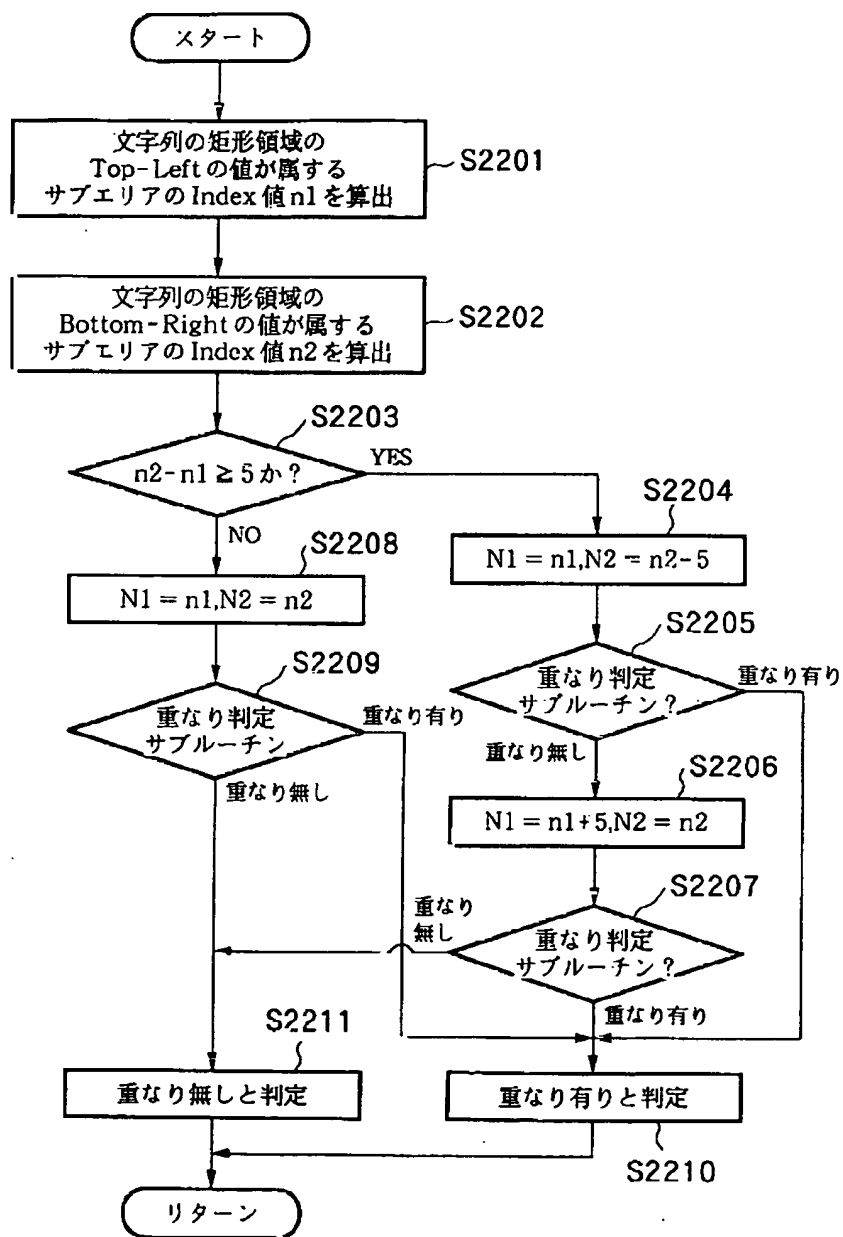 スタート
文字列の矩形領域の
Top-Leftの値が属する
サブエリアのIndex値n1を算出
S2201
文字列の矩形領域の
Bottom-Rightの値が属する
サブエリアのIndex値n2を算出
S2202
S2203
n2-n1≧5か?
YES
NO
S2204
N1=n1,N2=n2-5
S2208
N1=n1,N2=n2
S2205
重なり判定
サブルーチン?
重なり有り
重なり無し
S2209
重なり判定
サブルーチン
重なり有り
重なり無し
S2206
N1=n1+5,N2=n2
S2207
重なり
無し
重なり判定
サブルーチン?
重なり有り
S2211
重なり無しと判定
重なり有りと判定
S2210
リターン